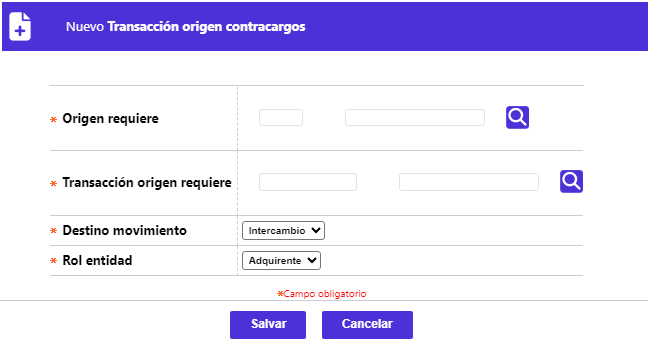 Nuevo Transacción origen contracargos
* Origen requiere
* Transacción origen requiere
* Destino movimiento Intercambio
* Rol entidad Adquirente
*Campo obligatorio
Salvar Cancelar